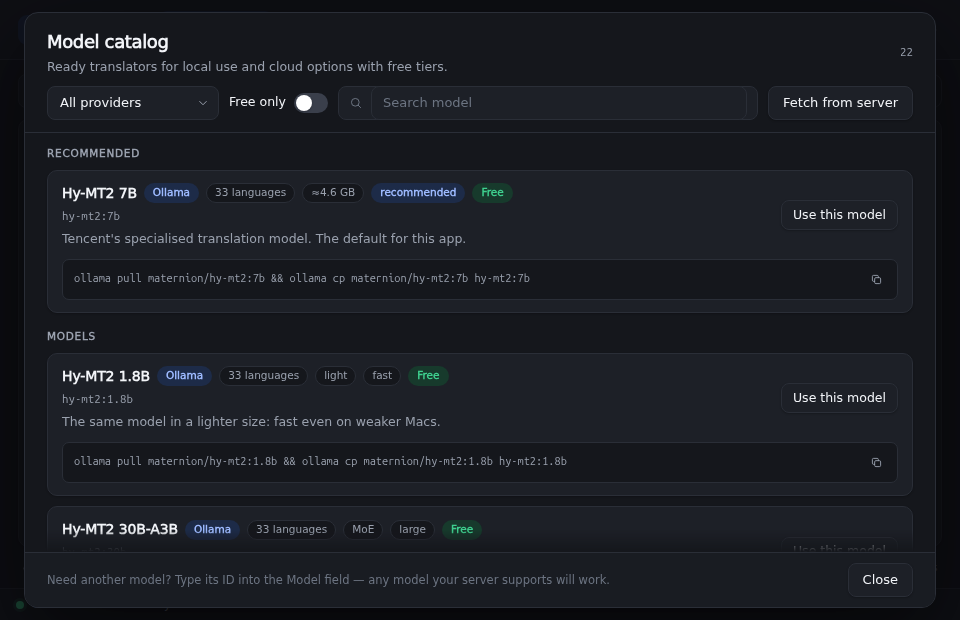 Model catalog
22
Ready translators for local use and cloud options with free tiers.
All providers
Free only
Search model
Fetch from server
RECOMMENDED
Hy-MT2 7B Ollama 33 languages ≈4.6 GB recommended Free
hy-mt2:7b
Use this model
Tencent's specialised translation model. The default for this app.
ollama pull maternion/hy-mt2:7b && ollama cp maternion/hy-mt2:7b hy-mt2:7b
MODELS
Hy-MT2 1.8B Ollama 33 languages light fast Free
hy-mt2:1.8b
Use this model
The same model in a lighter size: fast even on weaker Macs.
ollama pull maternion/hy-mt2:1.8b && ollama cp maternion/hy-mt2:1.8b hy-mt2:1.8b
Hy-MT2 30B-A3B Ollama 33 languages MoE large Free
Use this model
Need another model? Type its ID into the Model field — any model your server supports will work.
Close